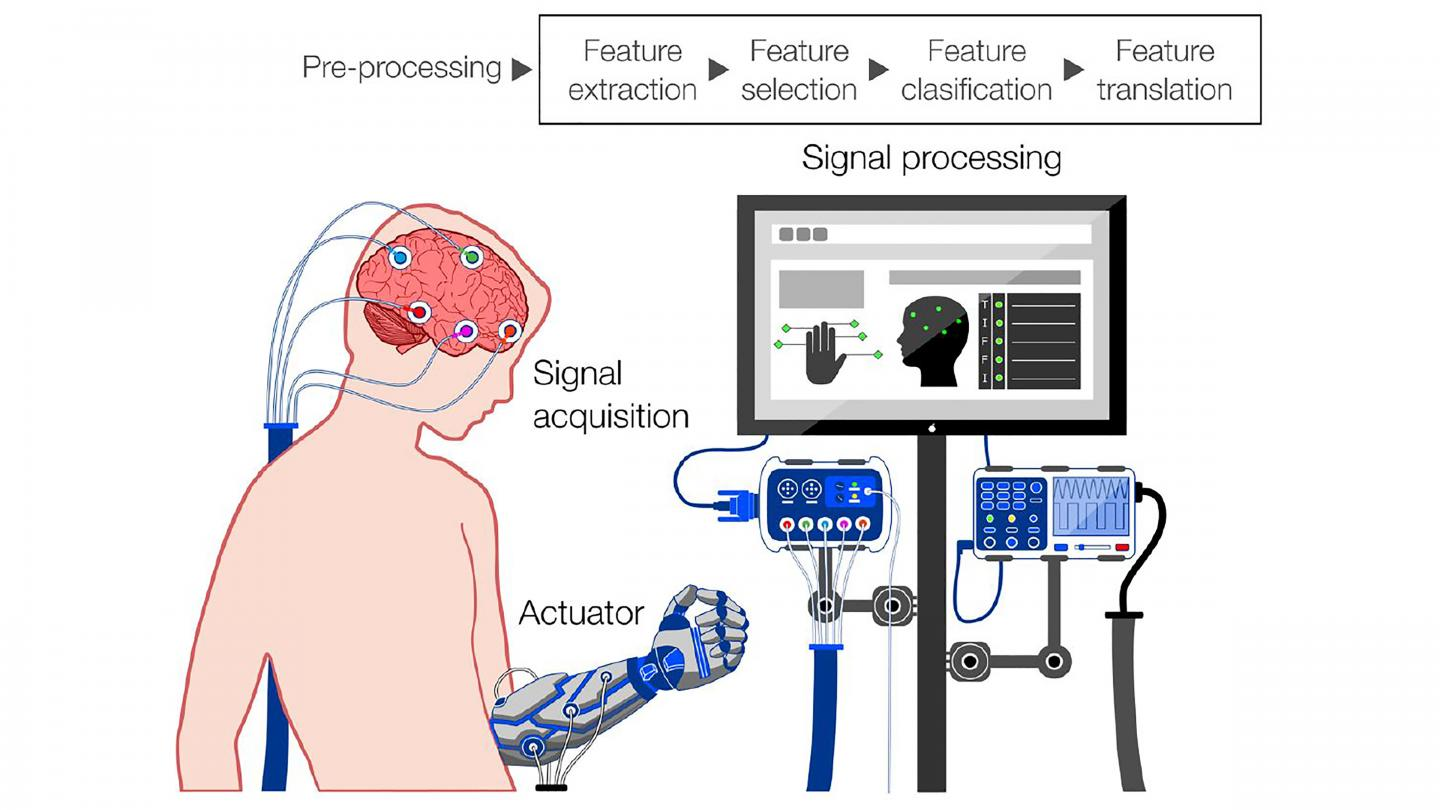 Pre-processing
Feature
extraction
Feature
selection
Feature
clasification
Feature
translation
Signal processing
T
I
F
F
I
Signal
acquisition
Actuator